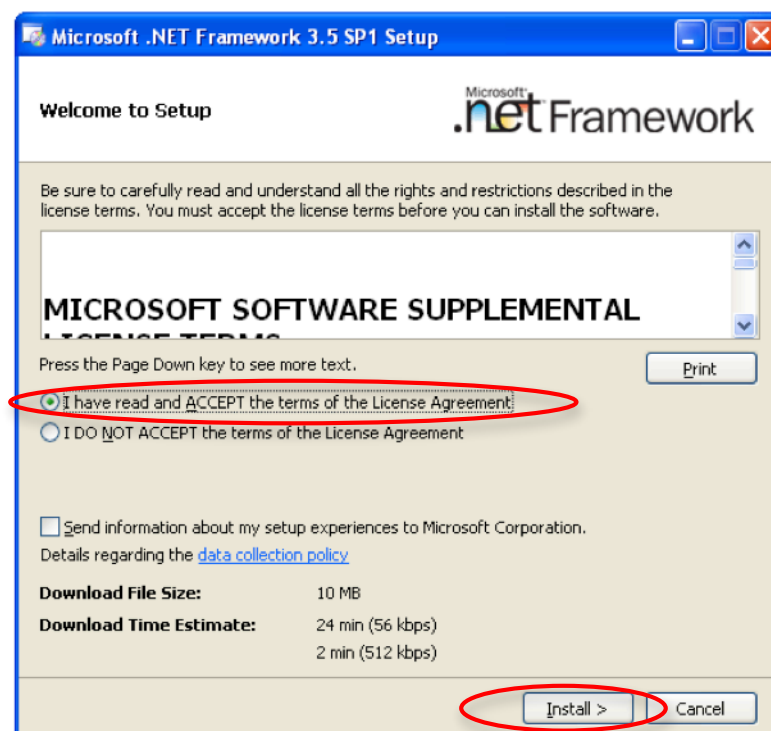 Microsoft .NET Framework 3.5 SP1 Setup
Welcome to Setup
Microsoft
.net Framework
Be sure to carefully read and understand all the rights and restrictions described in the
license terms. You must accept the license terms before you can install the software.
MICROSOFT SOFTWARE SUPPLEMENTAL
LICENSE TERMS
Press the Page Down key to see more text.
Print
I have read and ACCEPT the terms of the License Agreement
I DO NOT ACCEPT the terms of the License Agreement
Send information about my setup experiences to Microsoft Corporation.
Details regarding the data collection policy
Download File Size: 10 MB
Download Time Estimate: 24 min (56 kbps)
2 min (512 kbps)
Install > Cancel